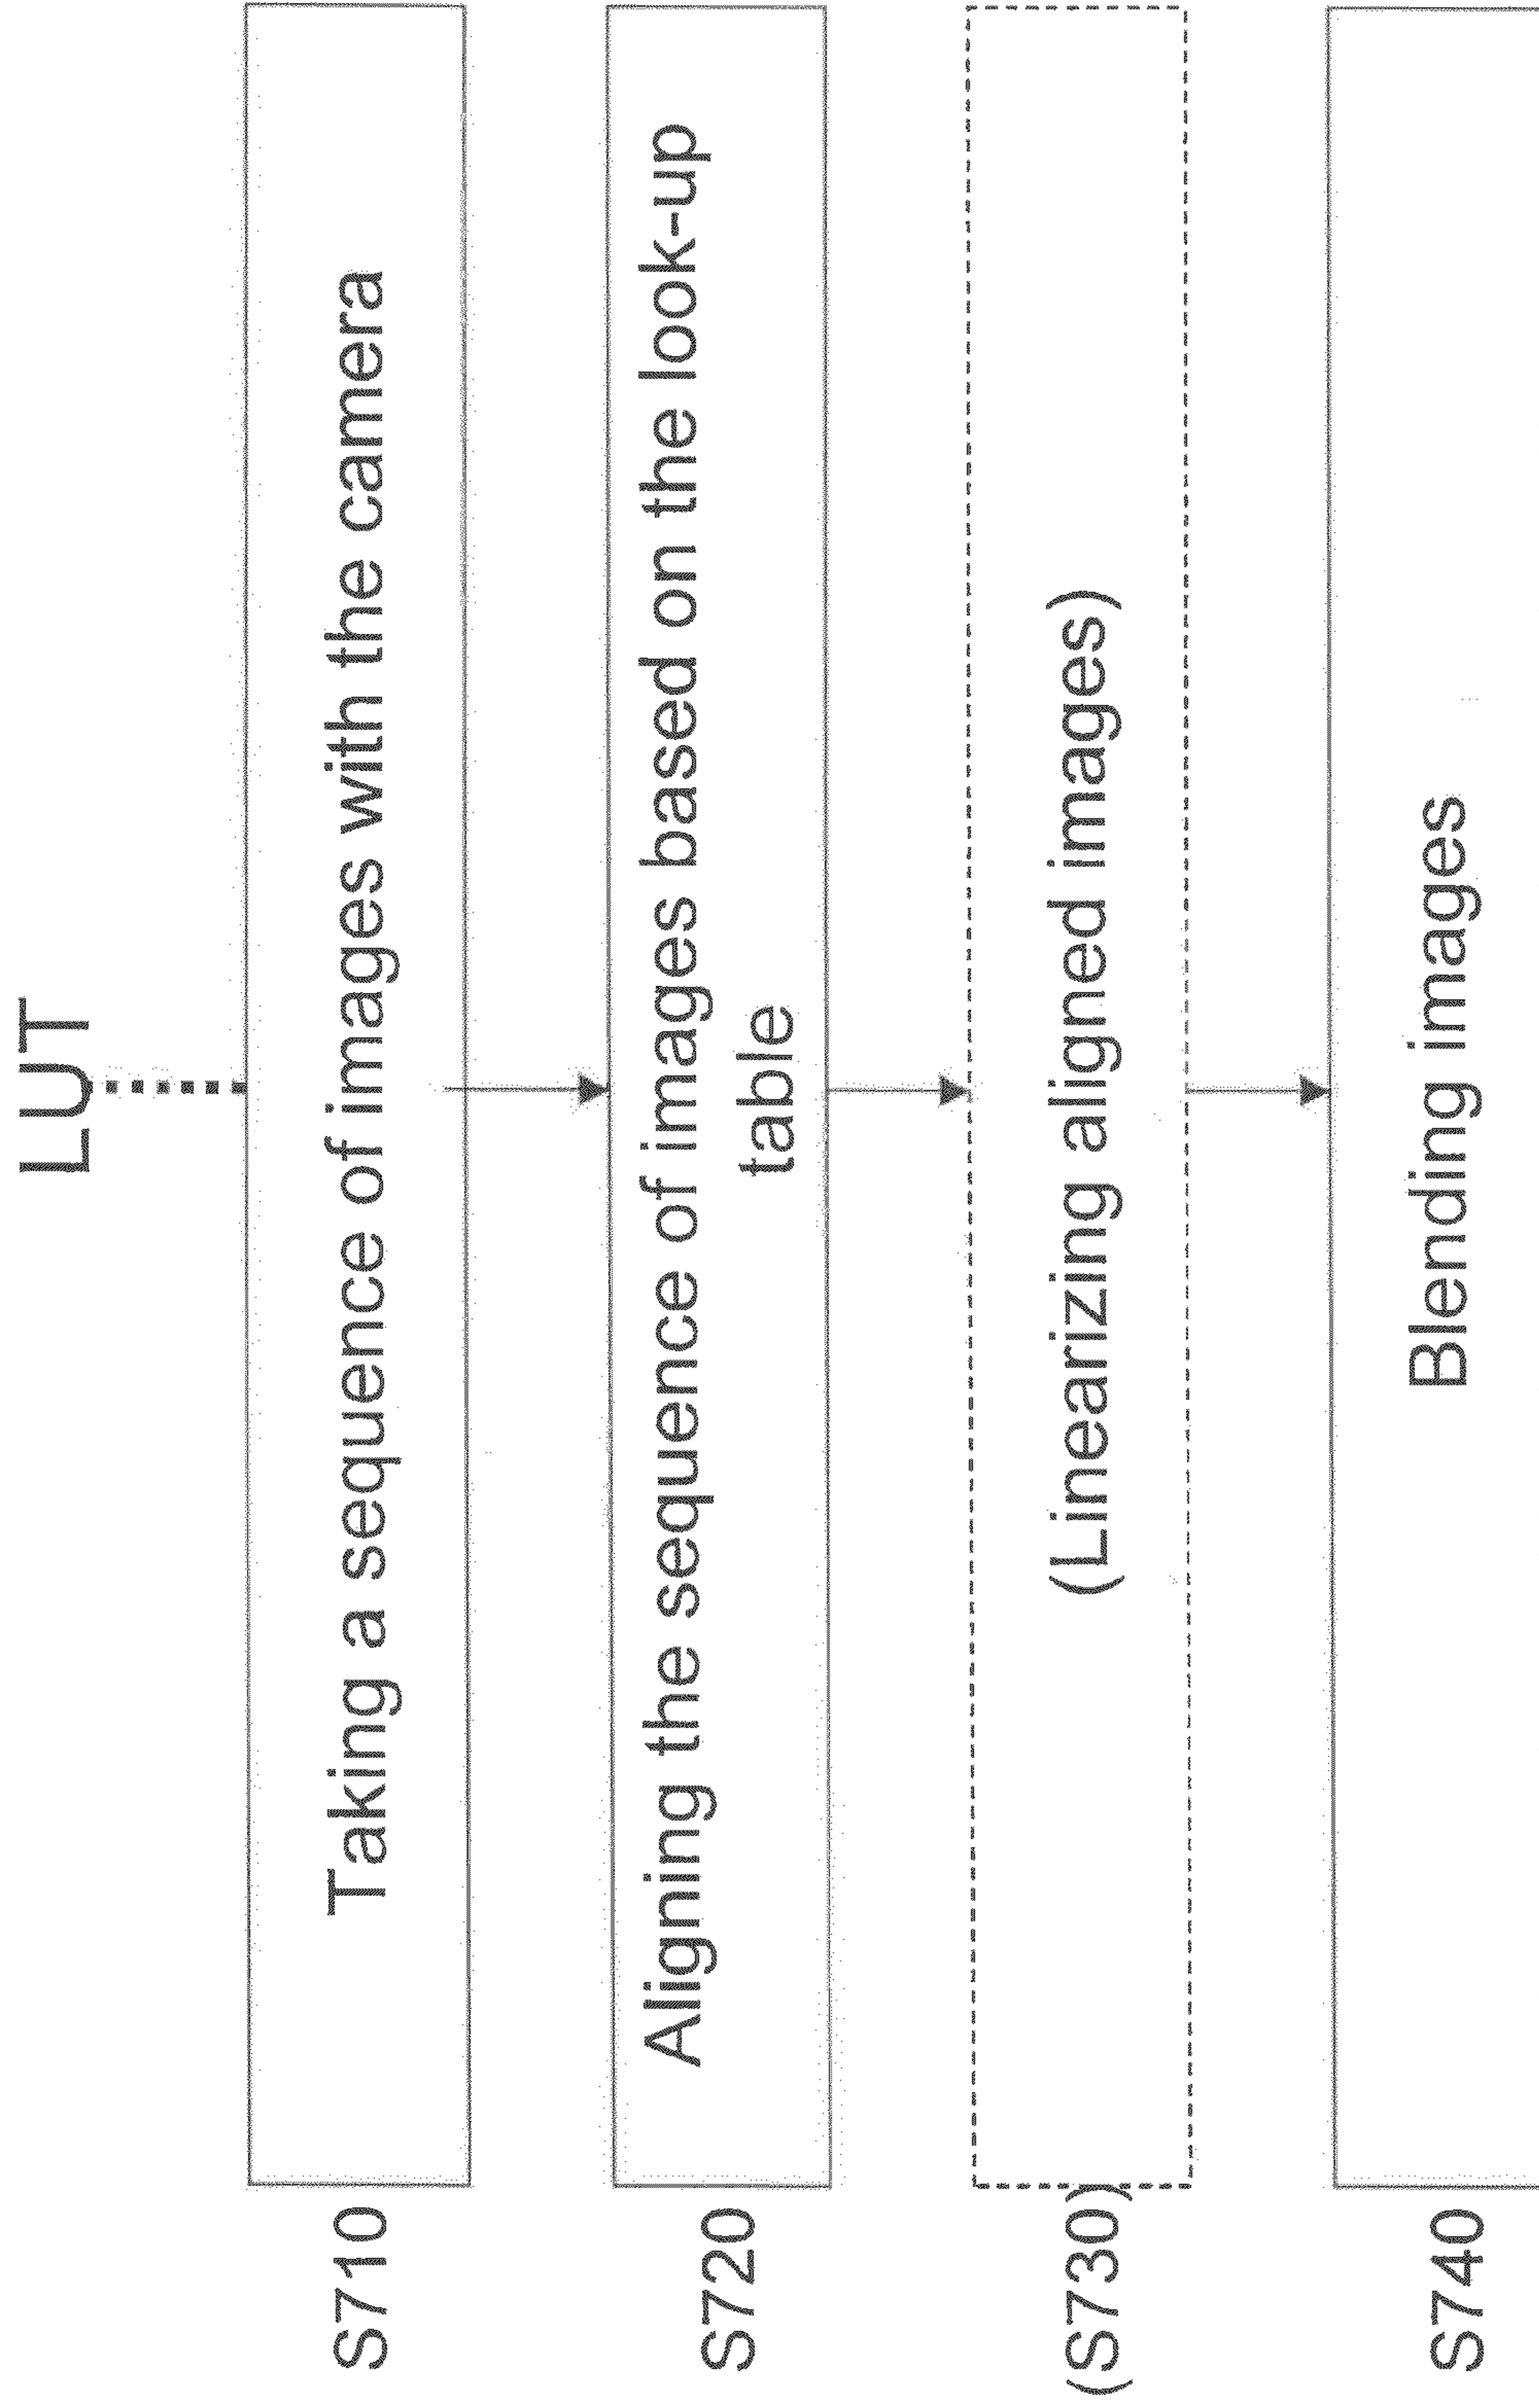 LUT
S710
Taking a sequence of images with the camera
S720
Aligning the sequence of images based on the look-up
table
(S730)
(Linearizing aligned images)
S740
Blending images